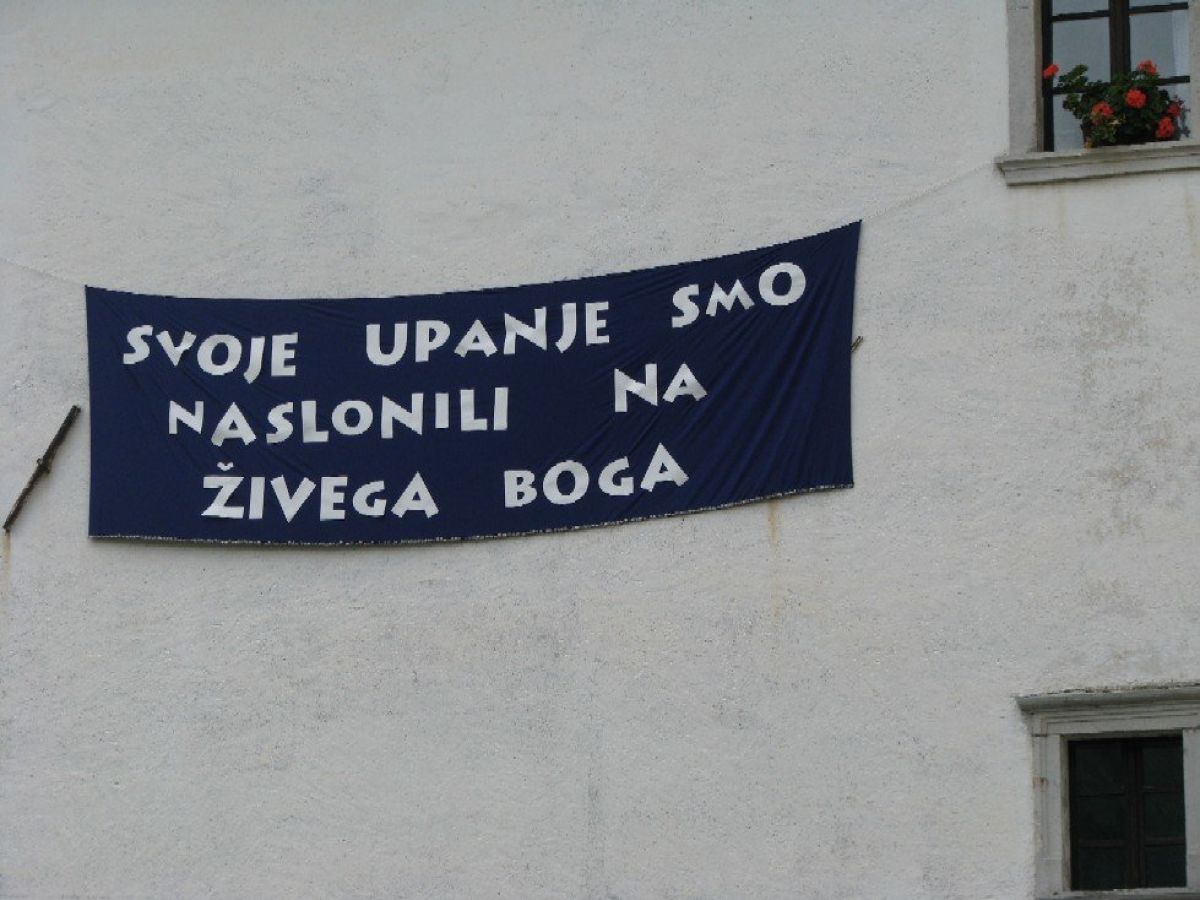 SVOJE UPANJE SMO
NASLONILI NA
ŽIVEGA BOGA